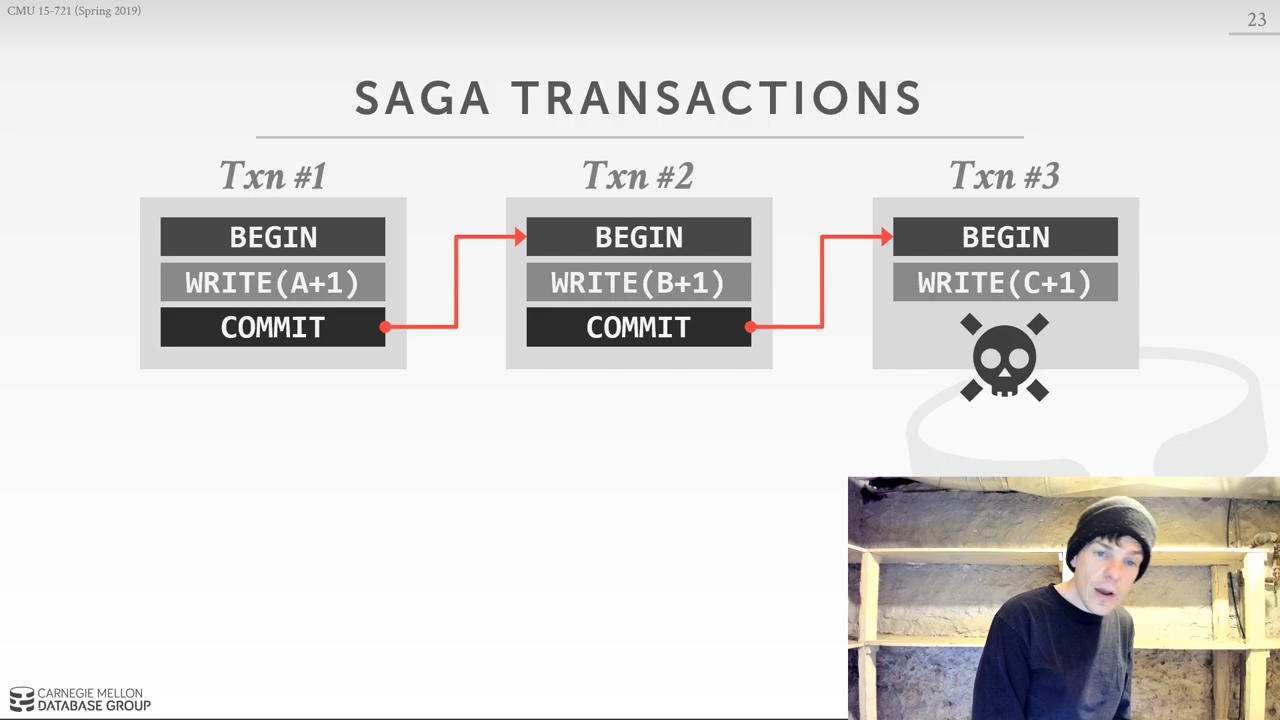 CMU 15-721 (Spring 2019)
23
SAGA TRANSACTIONS
Txn #1
BEGIN
WRITE(A+1)
COMMIT
Txn #2
BEGIN
WRITE(B+1)
COMMIT
Txn #3
BEGIN
WRITE(C+1)
CARNEGIE MELLON
DATABASE GROUP